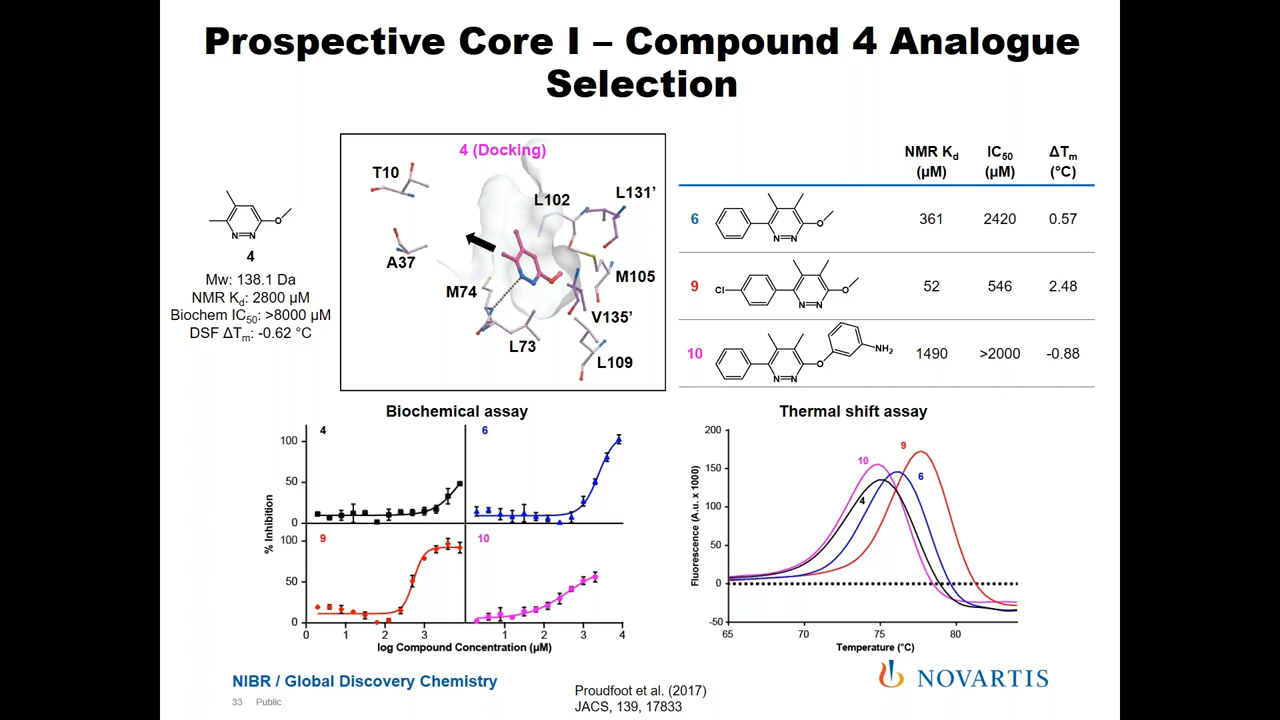 Prospective Core I – Compound 4 Analogue
Selection
4
Mw: 138.1 Da
NMR Kd: 2800 µM
Biochem IC50: >8000 µM
DSF ΔTm: -0.62 °C
N N O
4 (Docking)
T10
L102
L131’
A37
M74
M105
V135’
L73
L109
NMR Kd IC50 ΔTm
(µM) (µM) (°C)
6 N N O 361 2420 0.57
9 Cl N N O 52 546 2.48
10 N N O NH2 1490 >2000 -0.88
Biochemical assay
% Inhibition
4 6
100
50
0
9 10
100
50
0
0 1 2 3 1 2 3 4
log Compound Concentration (µM)
Thermal shift assay
Fluorescence (A.u. x 1000)
200
150
100
50
0
-50
9
10
6
4
65 70 75 80
Temperature (°C)
NIBR / Global Discovery Chemistry
33 Public
Proudfoot et al. (2017)
JACS, 139, 17833
NOVARTIS